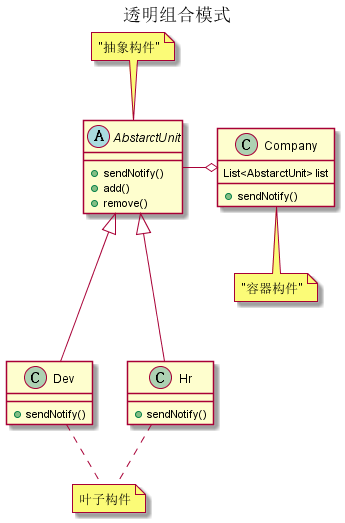 透明组合模式
"抽象构件"
A AbstarctUnit
sendNotify()
add()
remove()
C Company
List<AbstarctUnit> list
sendNotify()
"容器构件"
C Dev
sendNotify()
C Hr
sendNotify()
叶子构件